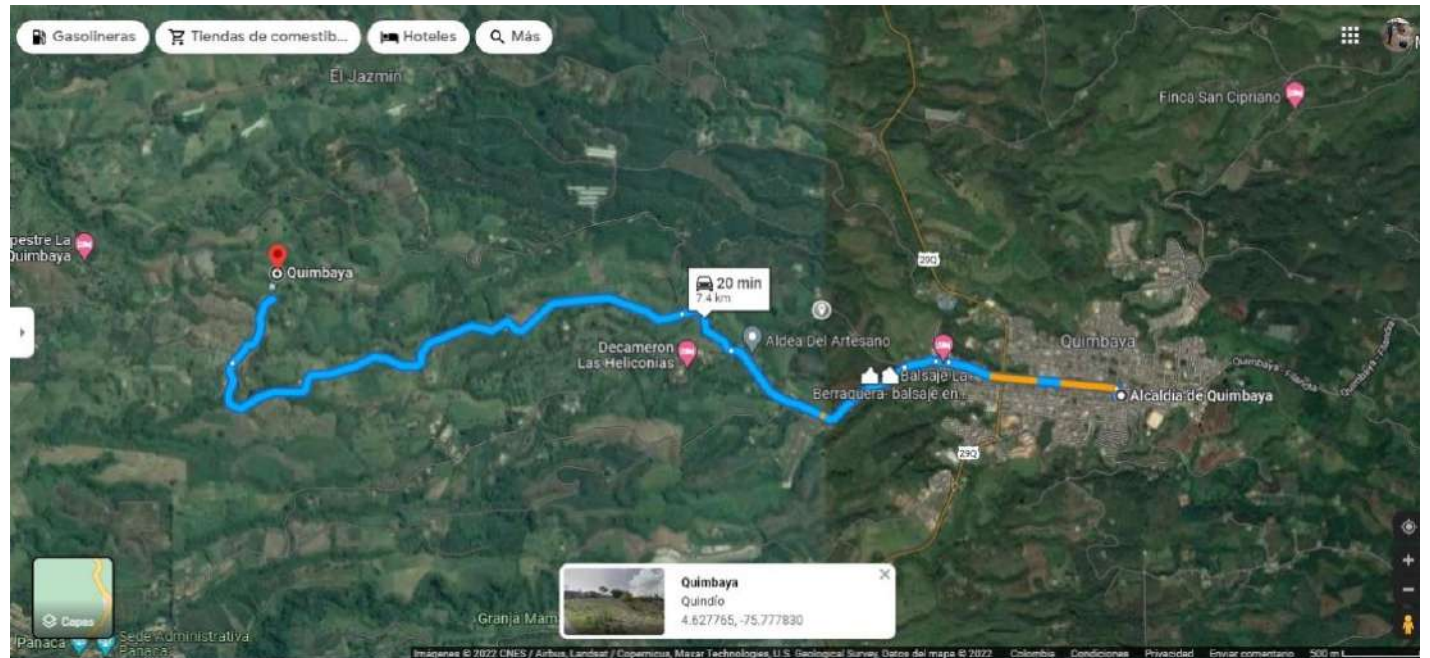 Gasolineras
Tiendas de comestib...
Hoteles
Más
El Jazmín
Finca San Cipriano
pestre La
Quimbaya
Quimbaya
20 min
7.4 km
29Q
Decameron
Las Heliconias
Aldea Del Artesano
Quimbaya
Balsaje La
Berraquera- balsaje en...
Quimbaya - Filandia
Alcaldía de Quimbaya
29Q
Quimbaya
Quindío
4.627765, -75.777830
Capas
Granja Mam
Panaca
Sede Administrativa
Panaca
Imágenes © 2022 CNES / Airbus, Landsat / Copernicus, Maxar Technologies, U.S. Geological Survey, Datos del mapa © 2022 Colombia Condiciones Privacidad Enviar comentario 500 m